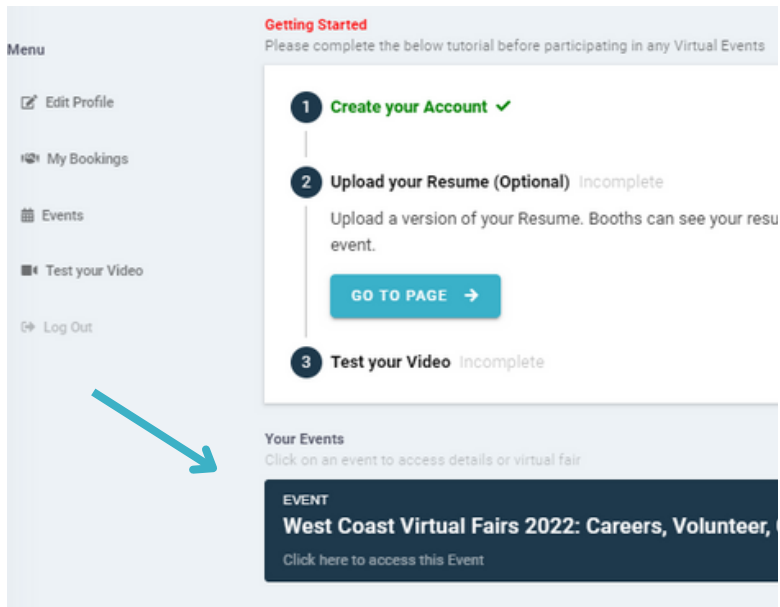 Menu
Edit Profile
My Bookings
Events
Test your Video
Log Out
Getting Started
Please complete the below tutorial before participating in any Virtual Events
1 Create your Account
2 Upload your Resume (Optional) Incomplete
Upload a version of your Resume. Booths can see your
event.
GO TO PAGE
3 Test your Video Incomplete
Your Events
Click on an event to access details or virtual fair
EVENT
West Coast Virtual Fairs 2022: Careers, Volunteer,
Click here to access this Event